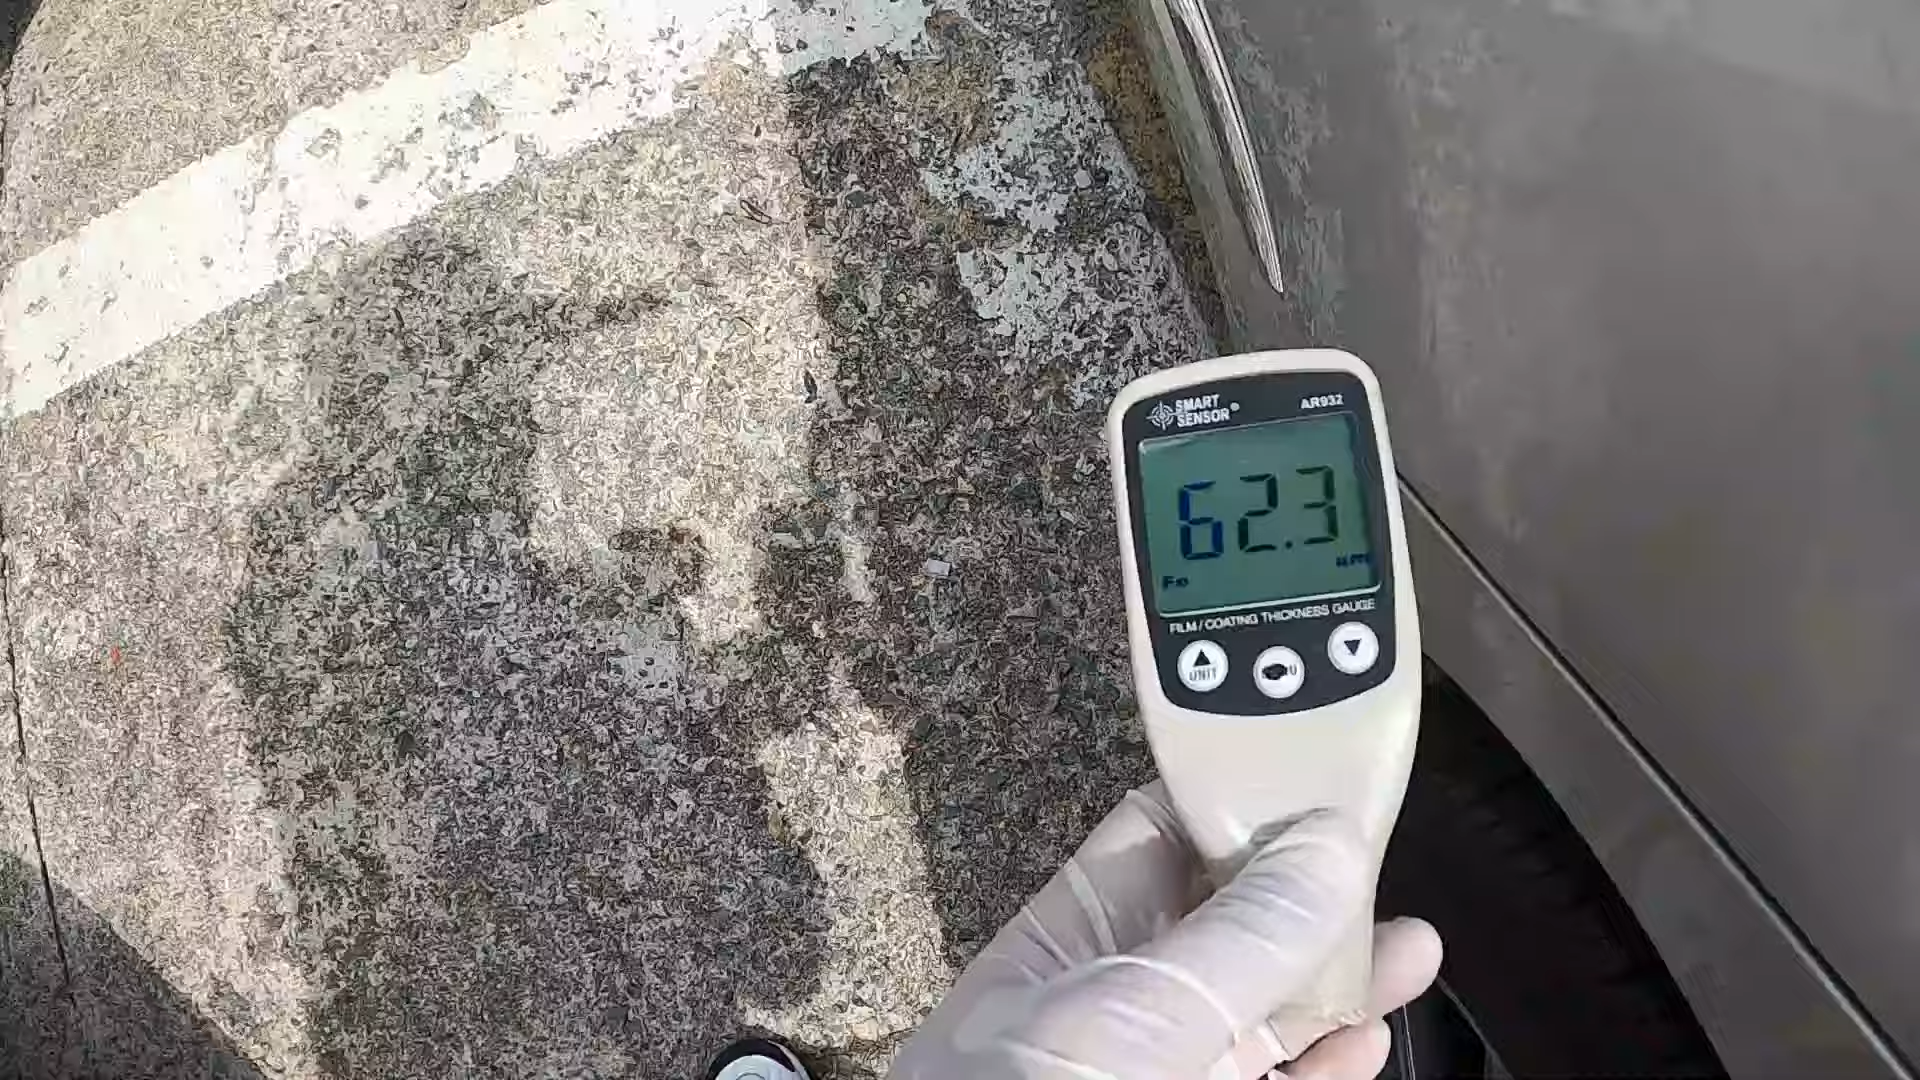 SMART
SENSOR®
AR932
62.3
Fe
FILM/COATING THICKNESS GAUGE
UNIT